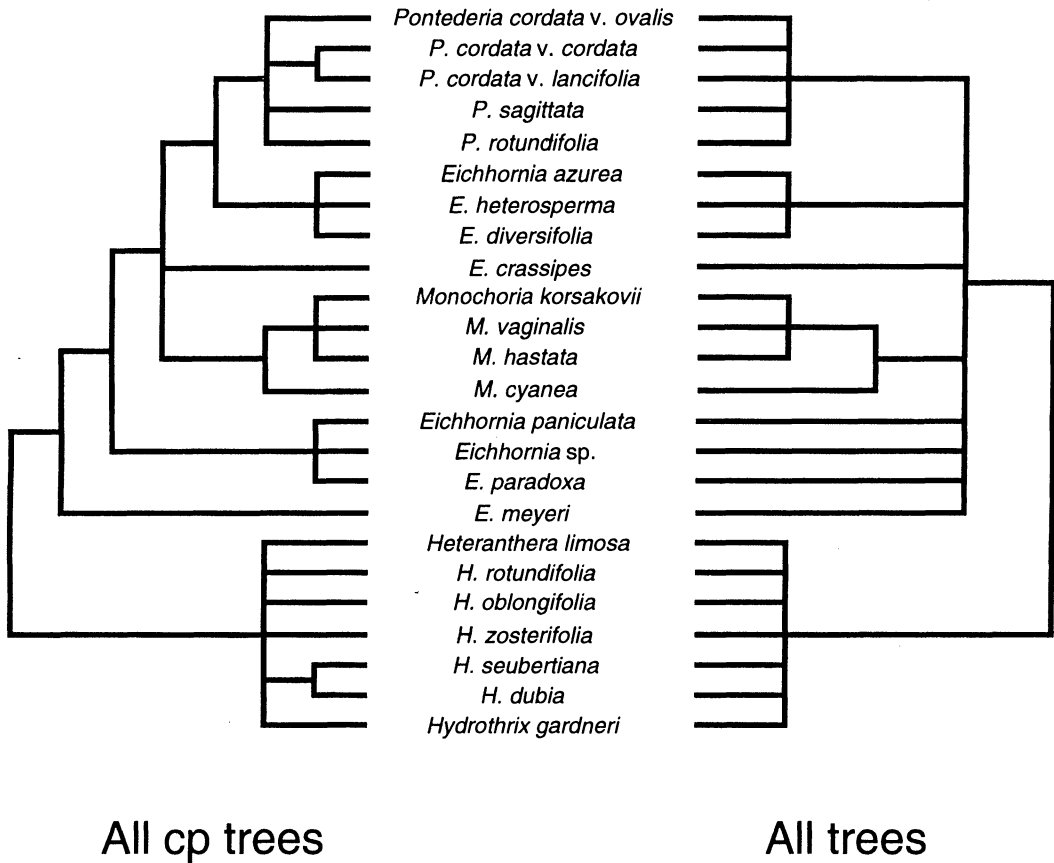 Pontederia cordata v. ovalis
P. cordata v. cordata
P. cordata v. lancifolia
P. sagittata
P. rotundifolia
Eichhornia azurea
E. heterosperma
E. diversifolia
E. crassipes
Monochoria korsakovii
M. vaginalis
M. hastata
M. cyanea
Eichhornia paniculata
Eichhornia sp.
E. paradoxa
E. meyeri
Heteranthera limosa
H. rotundifolia
H. oblongifolia
H. zosterifolia
H. seubertiana
H. dubia
Hydrothrix gardneri
All cp trees
All trees